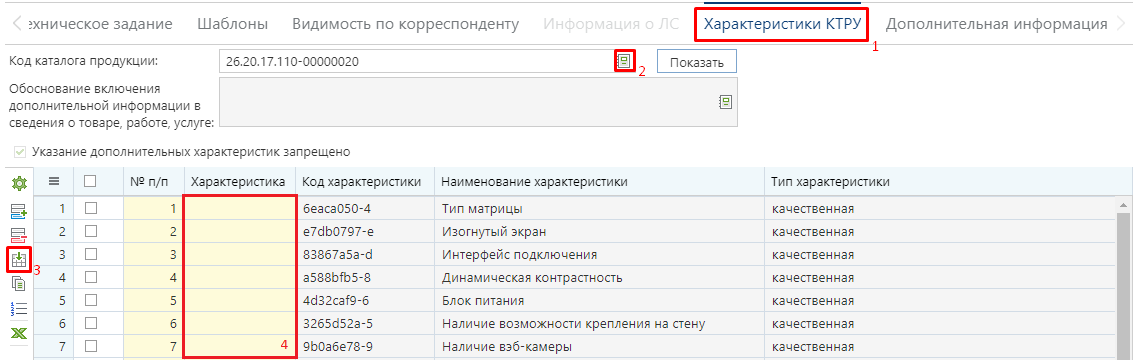 ехническое задание Шаблоны Видимость по корреспонденту Информация о ЛС Характеристики КТРУ Дополнительная информация
1
Код каталога продукции: 26.20.17.110-00000020 Показать
2
Обоснование включения
дополнительной информации в
сведения о товаре, работе, услуге:
Указание дополнительных характеристик запрещено
№ п/п Характеристика Код характеристики Наименование характеристики Тип характеристики
1 1 6eaca050-4 Тип матрицы качественная
2 2 e7db0797-e Изогнутый экран качественная
3 3 83867a5a-d Интерфейс подключения качественная
3
4 4 a588bfb5-8 Динамическая контрастность качественная
5 5 4d32caf9-6 Блок питания качественная
6 6 3265d52a-5 Наличие возможности крепления на стену качественная
7 7 4 9b0a6e78-9 Наличие вэб-камеры качественная